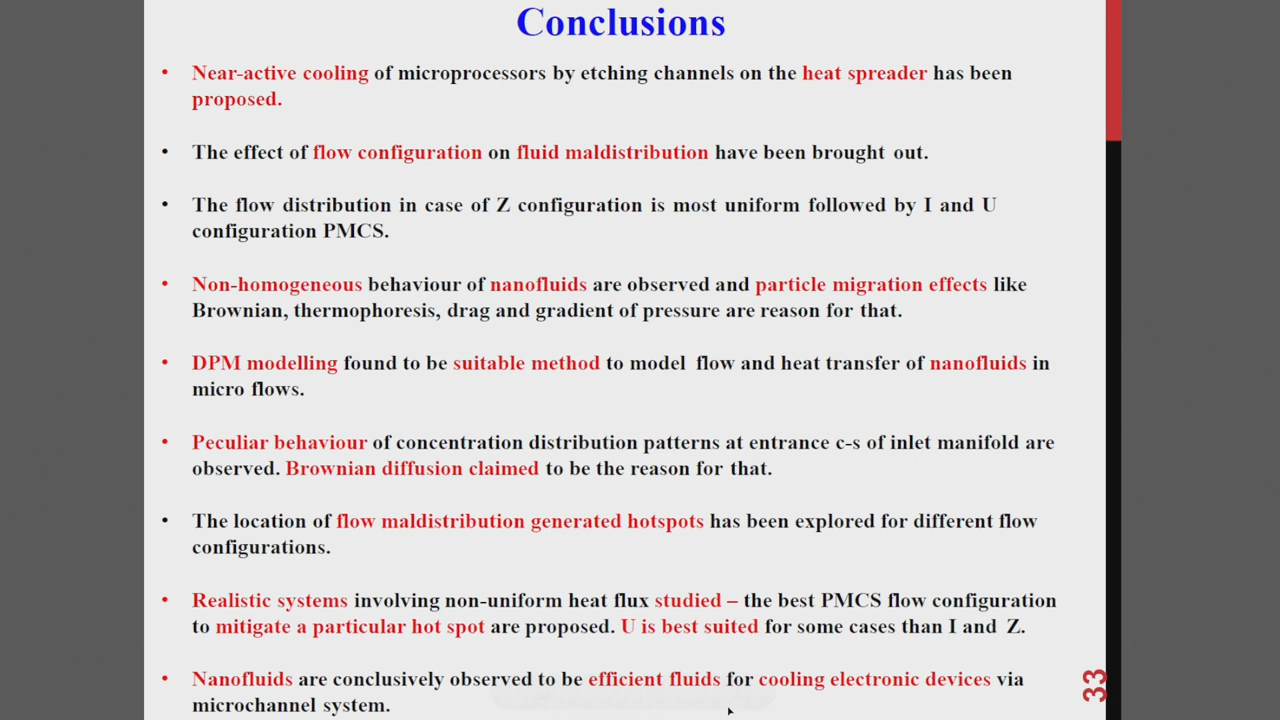 Conclusions
• Near-active cooling of microprocessors by etching channels on the heat spreader has been
proposed.
• The effect of flow configuration on fluid maldistribution have been brought out.
• The flow distribution in case of Z configuration is most uniform followed by I and U
configuration PMCS.
• Non-homogeneous behaviour of nanofluids are observed and particle migration effects like
Brownian, thermophoresis, drag and gradient of pressure are reason for that.
• DPM modelling found to be suitable method to model flow and heat transfer of nanofluids in
micro flows.
• Peculiar behaviour of concentration distribution patterns at entrance c-s of inlet manifold are
observed. Brownian diffusion claimed to be the reason for that.
• The location of flow maldistribution generated hotspots has been explored for different flow
configurations.
• Realistic systems involving non-uniform heat flux studied – the best PMCS flow configuration
to mitigate a particular hot spot are proposed. U is best suited for some cases than I and Z.
• Nanofluids are conclusively observed to be efficient fluids for cooling electronic devices via
microchannel system.
33